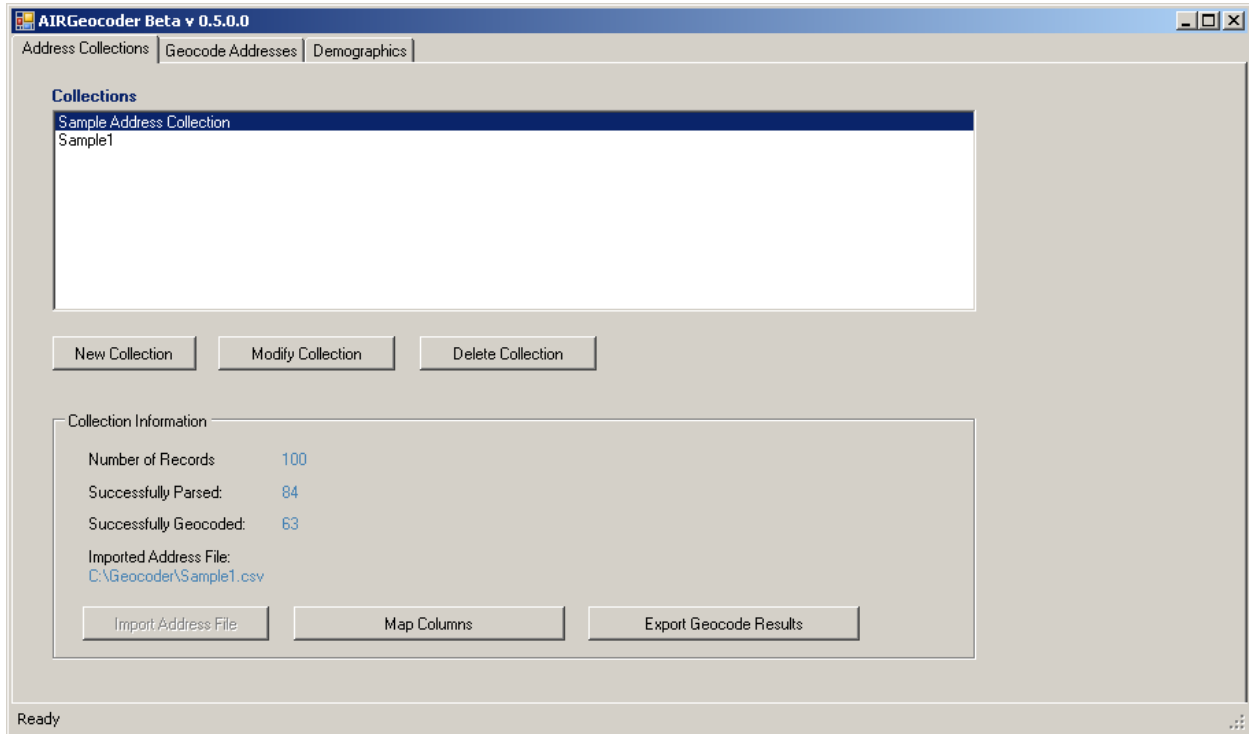 AIRGeocoder Beta v 0.5.0.0
Address Collections Geocode Addresses Demographics
Collections
Sample Address Collection
Sample1
New Collection Modify Collection Delete Collection
Collection Information
Number of Records 100
Successfully Parsed: 84
Successfully Geocoded: 63
Imported Address File:
C:\Geocoder\Sample1.csv
Import Address File Map Columns Export Geocode Results
Ready